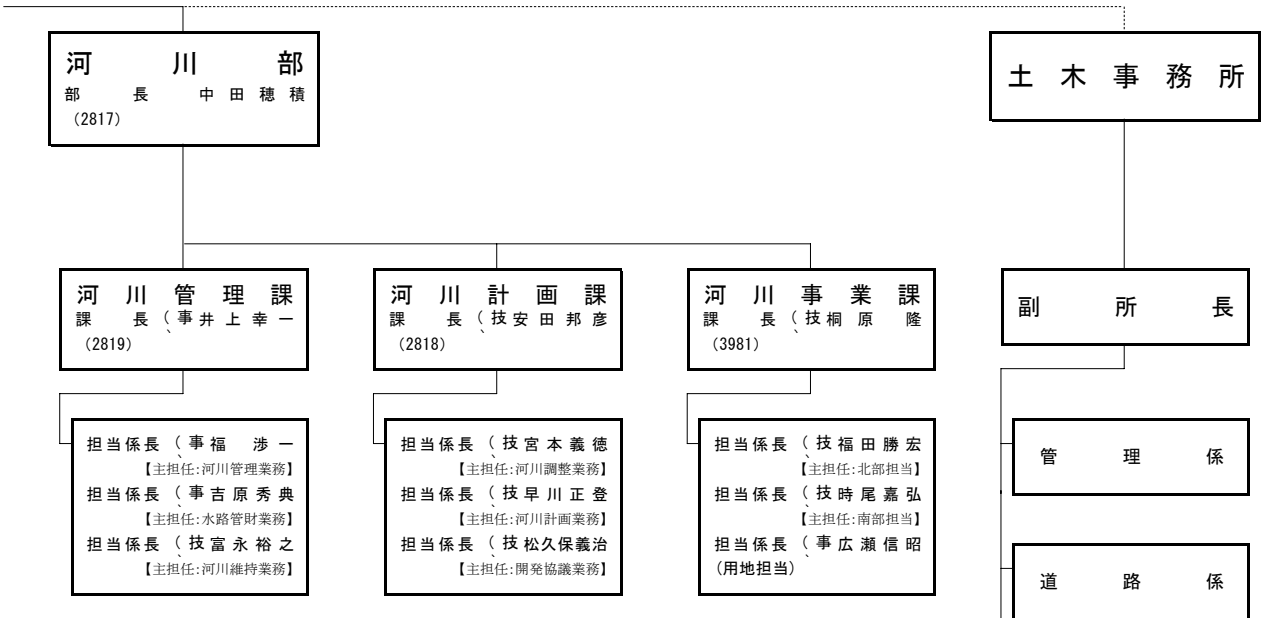 河川部
部長 中田穂積
(2817)
土木事務所
河川管理課
課長（事、井上幸一
(2819)
河川計画課
課長（技、安田邦彦
(2818)
河川事業課
課長（技、桐原隆
(3981)
副所長
担当係長（事、福渉一
【主担任:河川管理業務】
担当係長（事、吉原秀典
【主担任:水路管財業務】
担当係長（技、富永裕之
【主担任:河川維持業務】
担当係長（技、宮本義徳
【主担任:河川調整業務】
担当係長（技、早川正登
【主担任:河川計画業務】
担当係長（技、松久保義治
【主担任:開発協議業務】
担当係長（技、福田勝宏
【主担任:北部担当】
担当係長（技、時尾嘉弘
【主担任:南部担当】
担当係長（事、広瀬信昭
(用地担当)
管理係
道路係